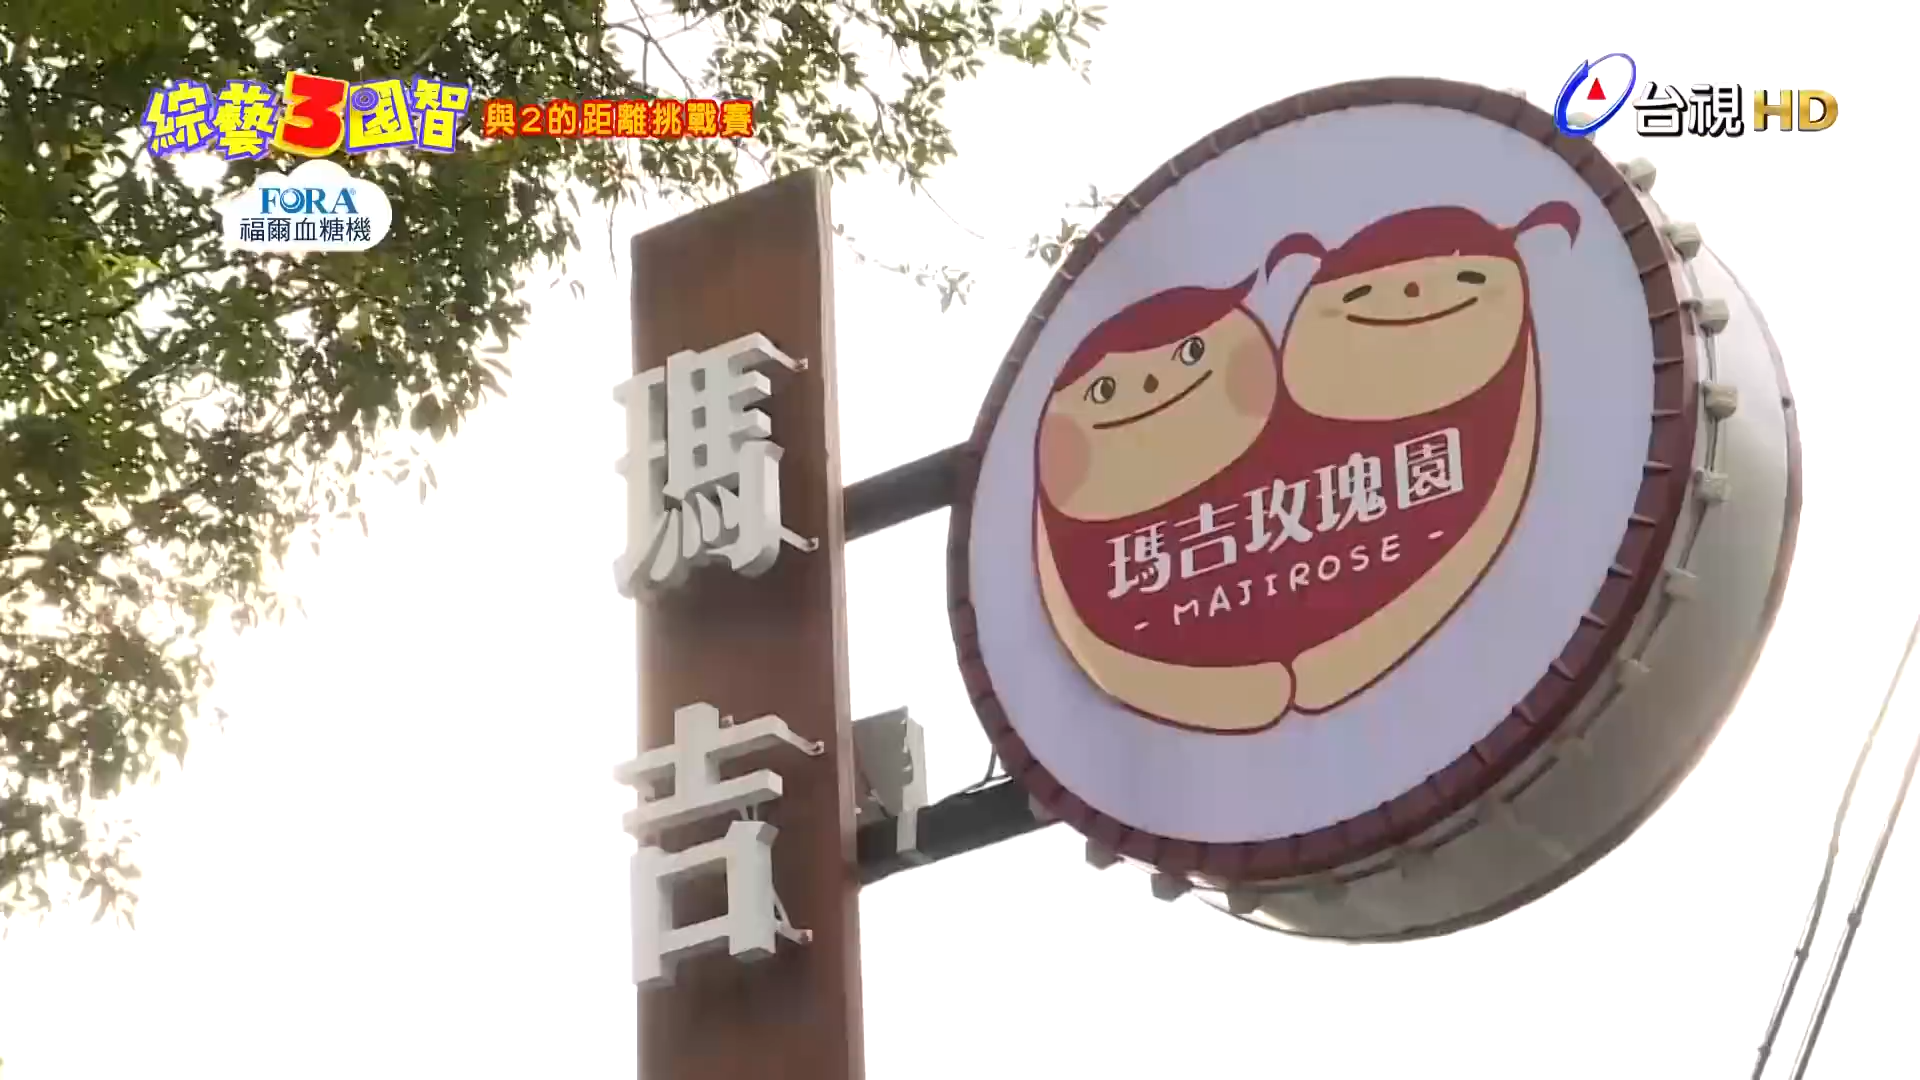 綜藝3國智
與2的距離挑戰賽
FORA
福爾血糖機
台視HD
瑪吉
瑪吉玫瑰園
- MAJIROSE -